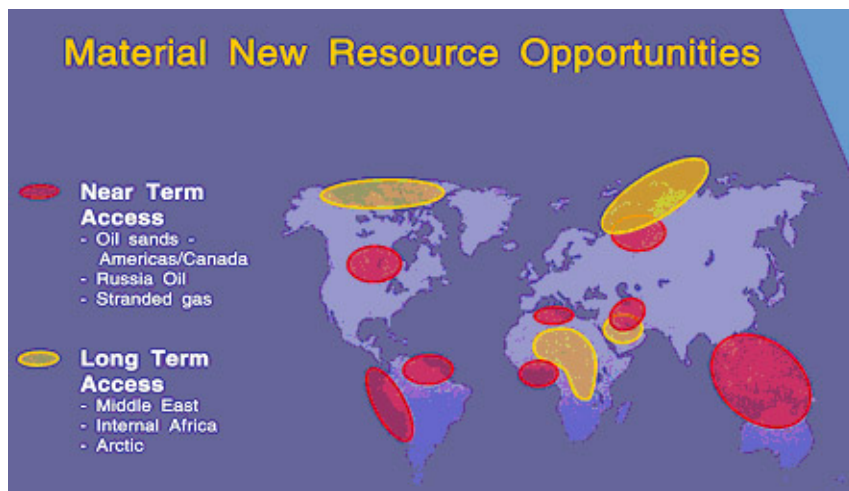 Material New Resource Opportunities
Near Term
Access
- Oil sands -
Americas/Canada
- Russia Oil
- Stranded gas
Long Term
Access
- Middle East
- Internal Africa
- Arctic